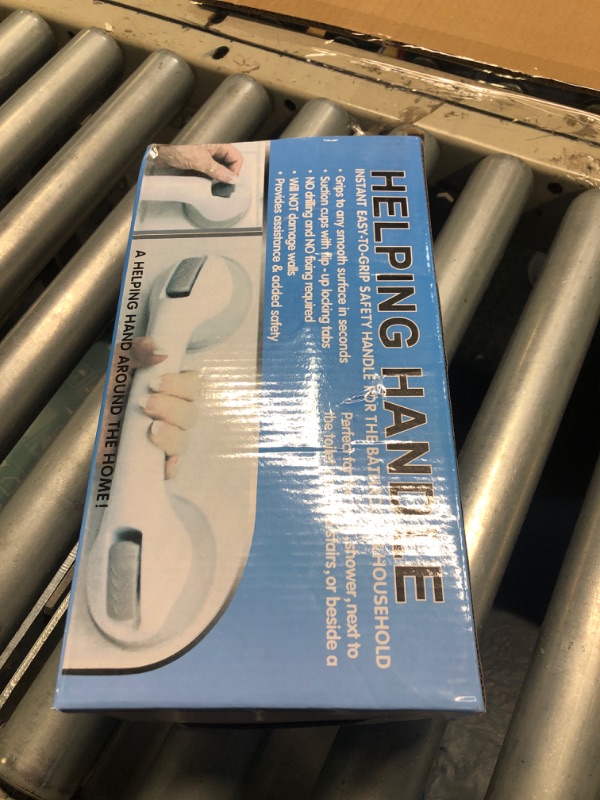 HELPING HANDLE
INSTANT EASY-TO-GRIP SAFETY HANDLE FOR THE HOUSEHOLD
• Grips to any smooth surface in seconds
• Suction cups with flip - up locking tabs
• NO drilling and NO fixing required
• Will NOT damage walls
• Provides assistance & added safety
Perfect shower, next to
the toilet stairs, or beside a
A HELPING HAND AROUND THE HOME!